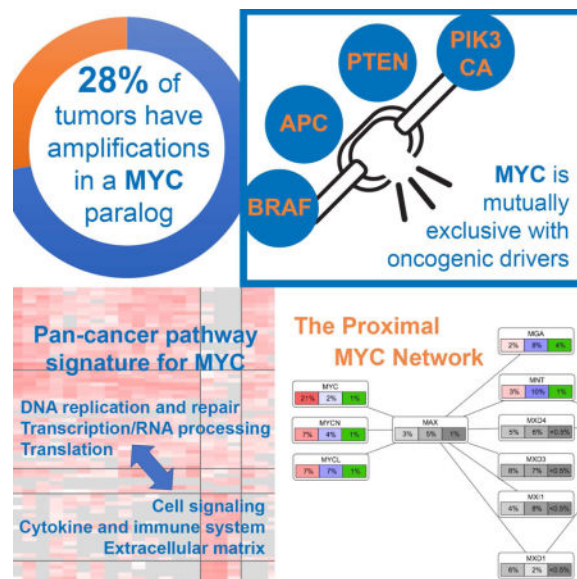 28% of
tumors have
amplifications
in a MYC
paralog
PTEN
PIK3
CA
APC
BRAF
MYC is
mutually
exclusive with
oncogenic drivers
Pan-cancer pathway
signature for MYC
DNA replication and repair
Transcription/RNA processing
Translation
Cell signaling
Cytokine and immune system
Extracellular matrix
The Proximal
MYC Network
MYC
21% 2% 1%
MYCN
7% 4% 1%
MYCL
7% 7% 1%
MAX
3% 5% 1%
MGA
2% 8% 4%
MNT
3% 10% 1%
MXD4
5% 6% <0.5%
MXD3
8% 7% <0.5%
MXI1
4% 8% <0.5%
MXD1
6% 2% <0.5%